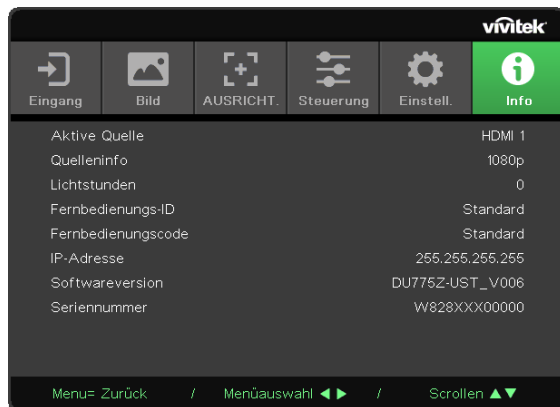 vivitek
Eingang Bild AUSRICHT. Steuerung Einstell. Info
Aktive Quelle HDMI 1
Quelleninfo 1080p
Lichtstunden 0
Fernbedienungs-ID Standard
Fernbedienungscode Standard
IP-Adresse 255.255.255.255
Softwareversion DU775Z-UST_V006
Seriennummer W828XXX00000
Menu= Zurück / Menüauswahl ◀ ▶ / Scrollen ▲▼